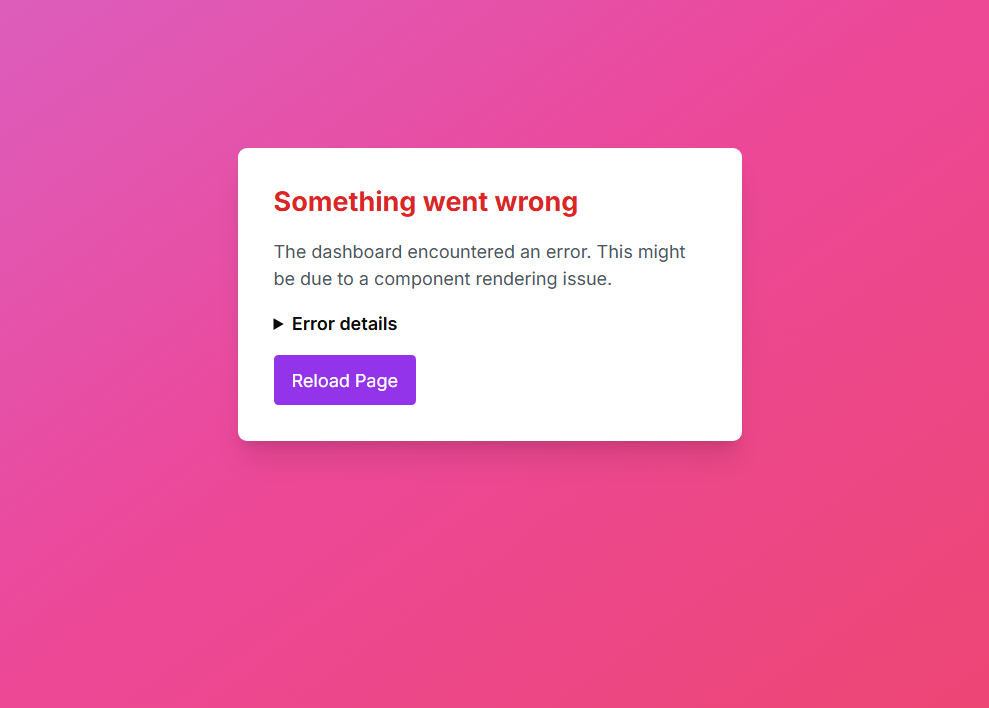 Something went wrong
The dashboard encountered an error. This might
be due to a component rendering issue.
Error details
Reload Page